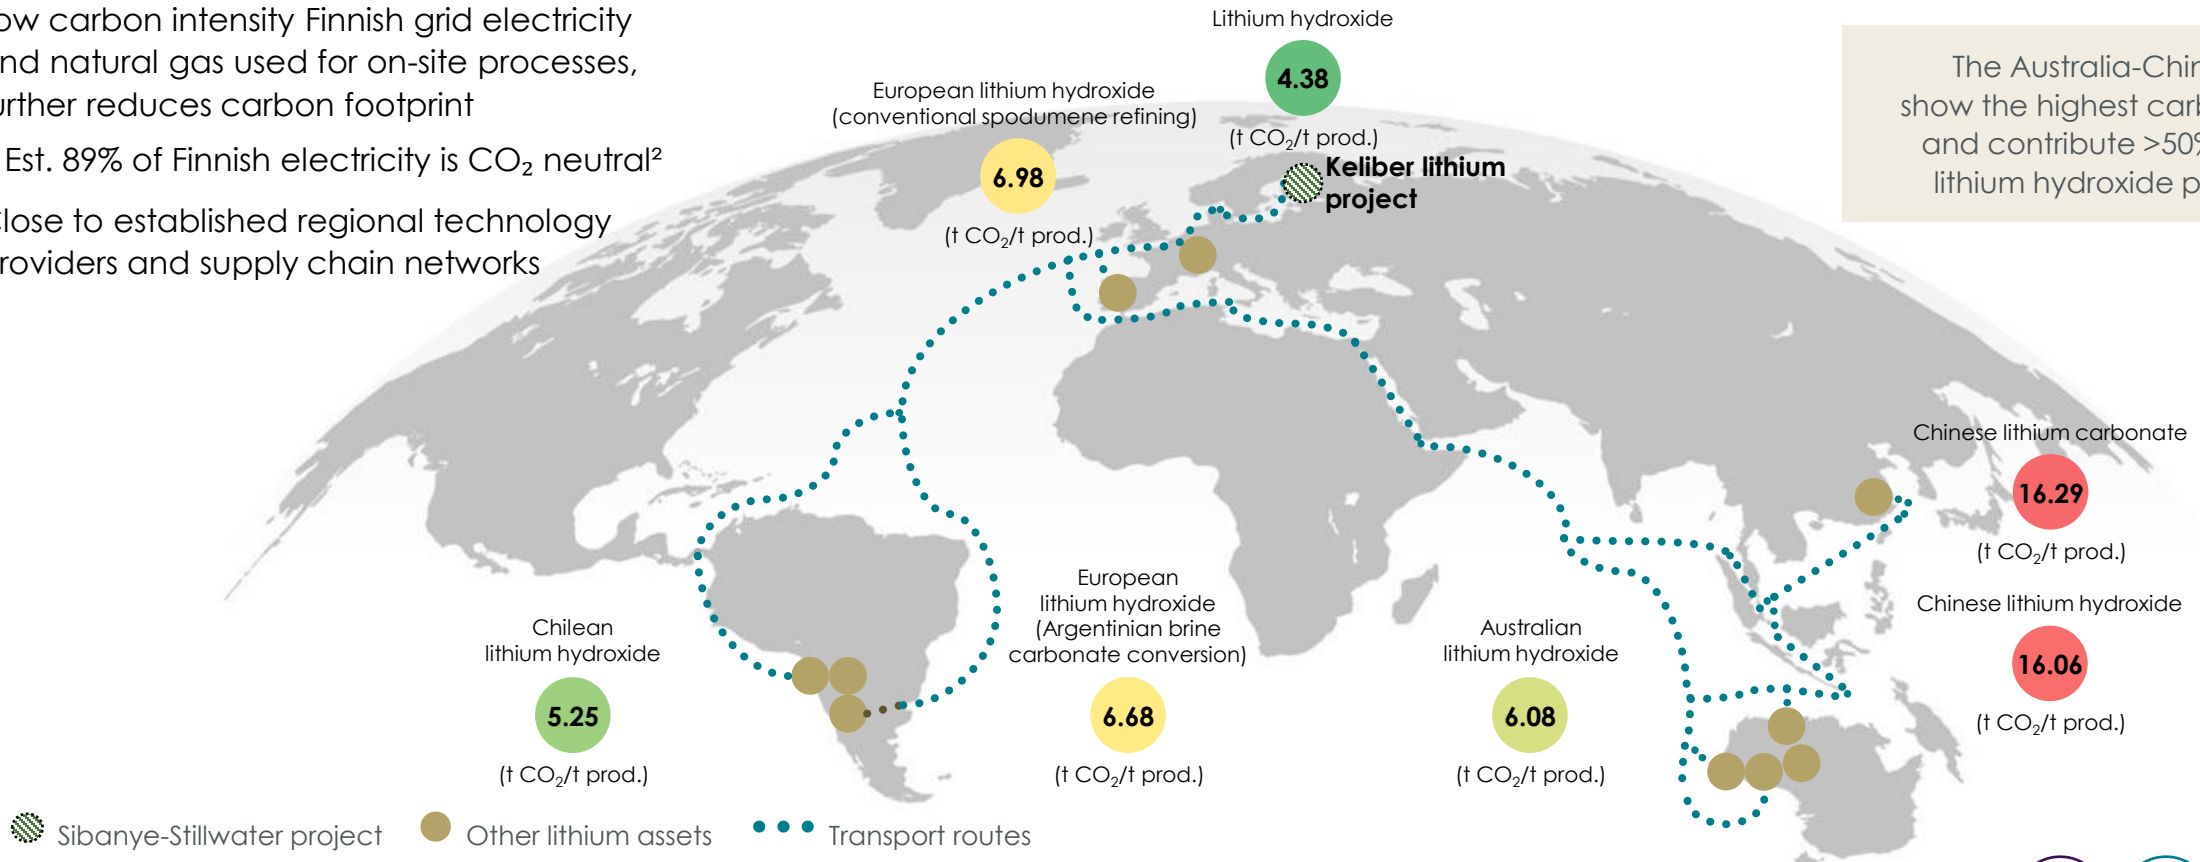 ow carbon intensity Finnish grid electricity
nd natural gas used for on-site processes,
urther reduces carbon footprint
Est. 89% of Finnish electricity is CO₂ neutral²
lose to established regional technology
roviders and supply chain networks
Lithium hydroxide
4.38
(t CO₂/t prod.)
Keliber lithium
project
European lithium hydroxide
(conventional spodumene refining)
6.98
(t CO₂/t prod.)
The Australia-Chin
show the highest carb
and contribute >50%
lithium hydroxide p
Chinese lithium carbonate
16.29
(t CO₂/t prod.)
Chinese lithium hydroxide
16.06
(t CO₂/t prod.)
Chilean
lithium hydroxide
5.25
(t CO₂/t prod.)
European
lithium hydroxide
(Argentinian brine
carbonate conversion)
6.68
(t CO₂/t prod.)
Australian
lithium hydroxide
6.08
(t CO₂/t prod.)
Sibanye-Stillwater project
Other lithium assets
Transport routes